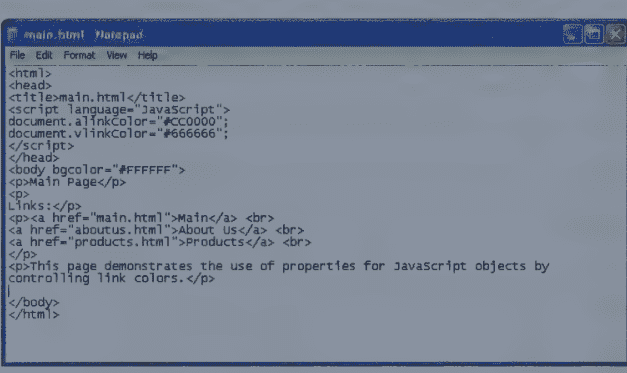 main.html Notepad
File Edit Format View Help
<html>
<head>
<title>main.html</title>
<script language="JavaScript">
document.alinkColor="#CC0000";
document.vlinkColor="#666666";
</script>
</head>
<body bgcolor="#FFFFFF">
<p>Main Page</p>
<p>
Links:</p>
<p><a href="main.html">Main</a> <br>
<a href="aboutus.html">About Us</a> <br>
<a href="products.html">Products</a> <br>
</p>
<p>This page demonstrates the use of properties for JavaScript objects by
controlling link colors.</p>
</body>
</html>